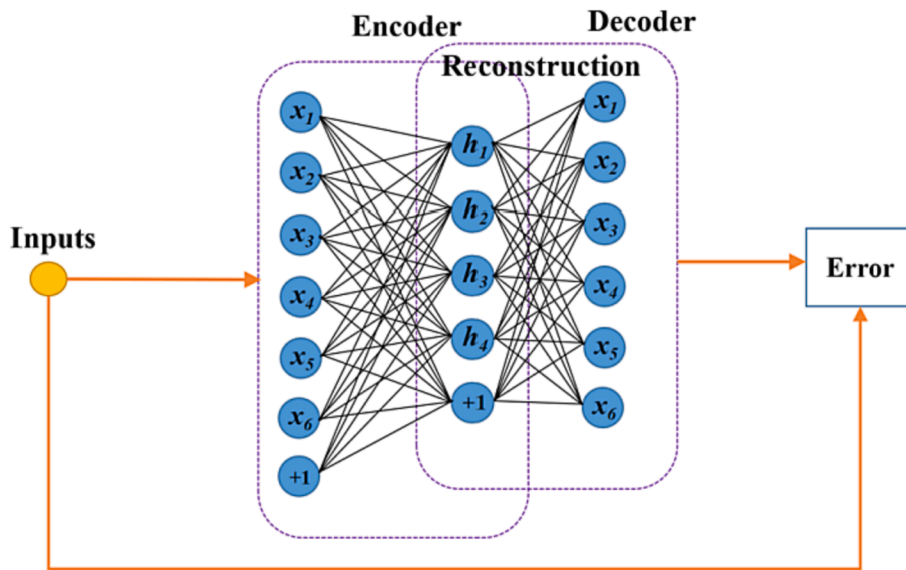 Encoder
Decoder
Reconstruction
Inputs
x1
x2
x3
x4
x5
x6
+1
h1
h2
h3
h4
+1
x1
x2
x3
x4
x5
x6
Error